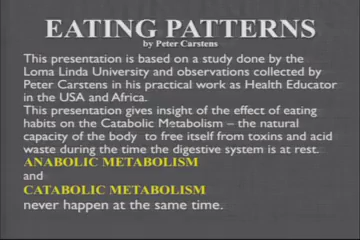 EATING PATTERNS
by Peter Carstens
This presentation is based on a study done by the
Loma Linda University and observations collected by
Peter Carstens in his practical work as Health Educator
in the USA and Africa.
This presentation gives insight of the effect of eating
habits on the Catabolic Metabolism – the natural
capacity of the body to free itself from toxins and acid
waste during the time the digestive system is at rest.
ANABOLIC METABOLISM
and
CATABOLIC METABOLISM
never happen at the same time.